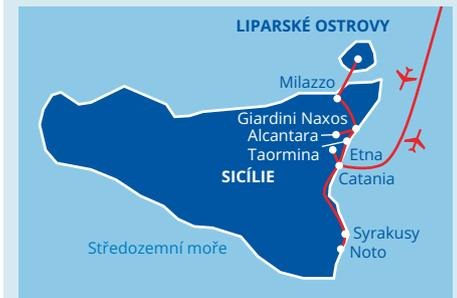 LIPARSKÉ OSTROVY
Milazzo
Giardini Naxos
Alcantara
Taormina
Etna
SICÍLIE
Catania
Syrakusy
Středozemní moře
Noto